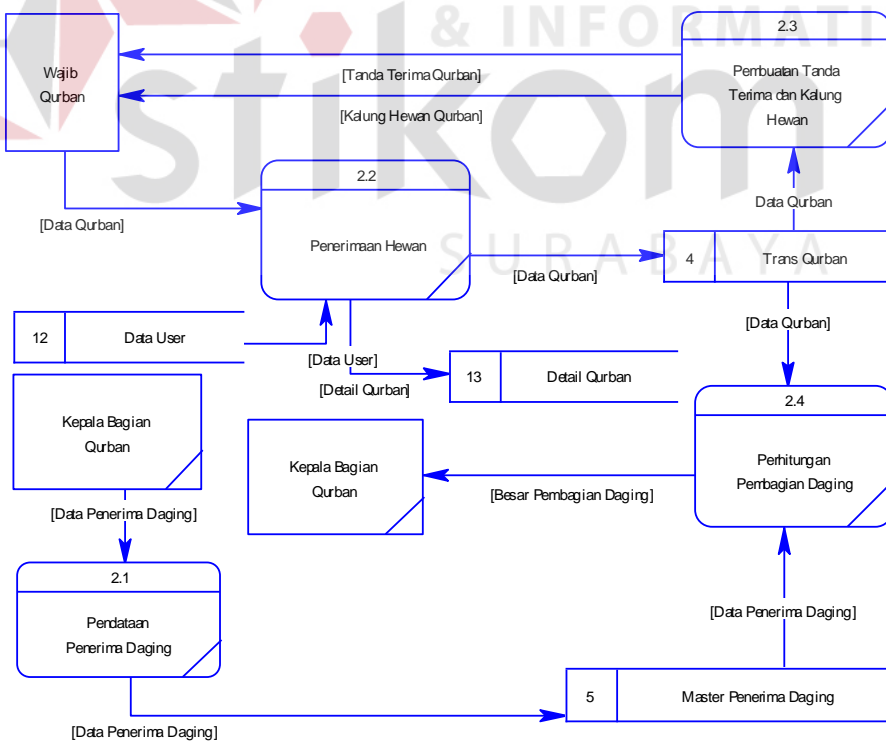 & INFORMATI
stikom
SURABAYA
Wajib
Qurban
[Tanda Terima Qurban]
[Kalung Hewan Qurban]
2.3
Pembuatan Tanda
Terima dan Kalung
Hewan
[Data Qurban]
2.2
Penerimaan Hewan
Data Qurban
[Data Qurban]
4
Trans Qurban
[Data Qurban]
12
Data User
[Data User]
[Detail Qurban]
13
Detail Qurban
Kepala Bagian
Qurban
Kepala Bagian
Qurban
[Besar Pembagian Daging]
2.4
Perhitungan
Pembagian Daging
[Data Penerima Daging]
2.1
Pendataan
Penerima Daging
[Data Penerima Daging]
5
Master Penerima Daging
[Data Penerima Daging]